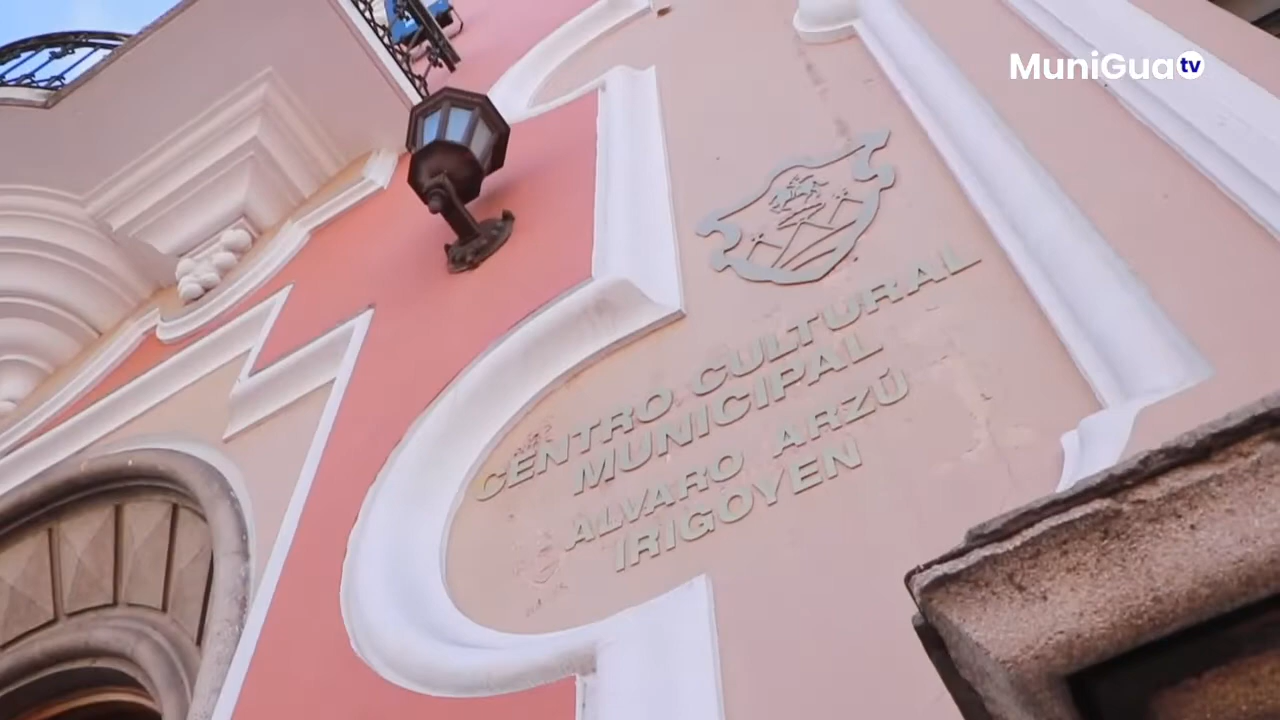 MuniGua tv
CENTRO CULTURAL
MUNICIPAL
ALVARO ARZÚ
IRIGOYEN